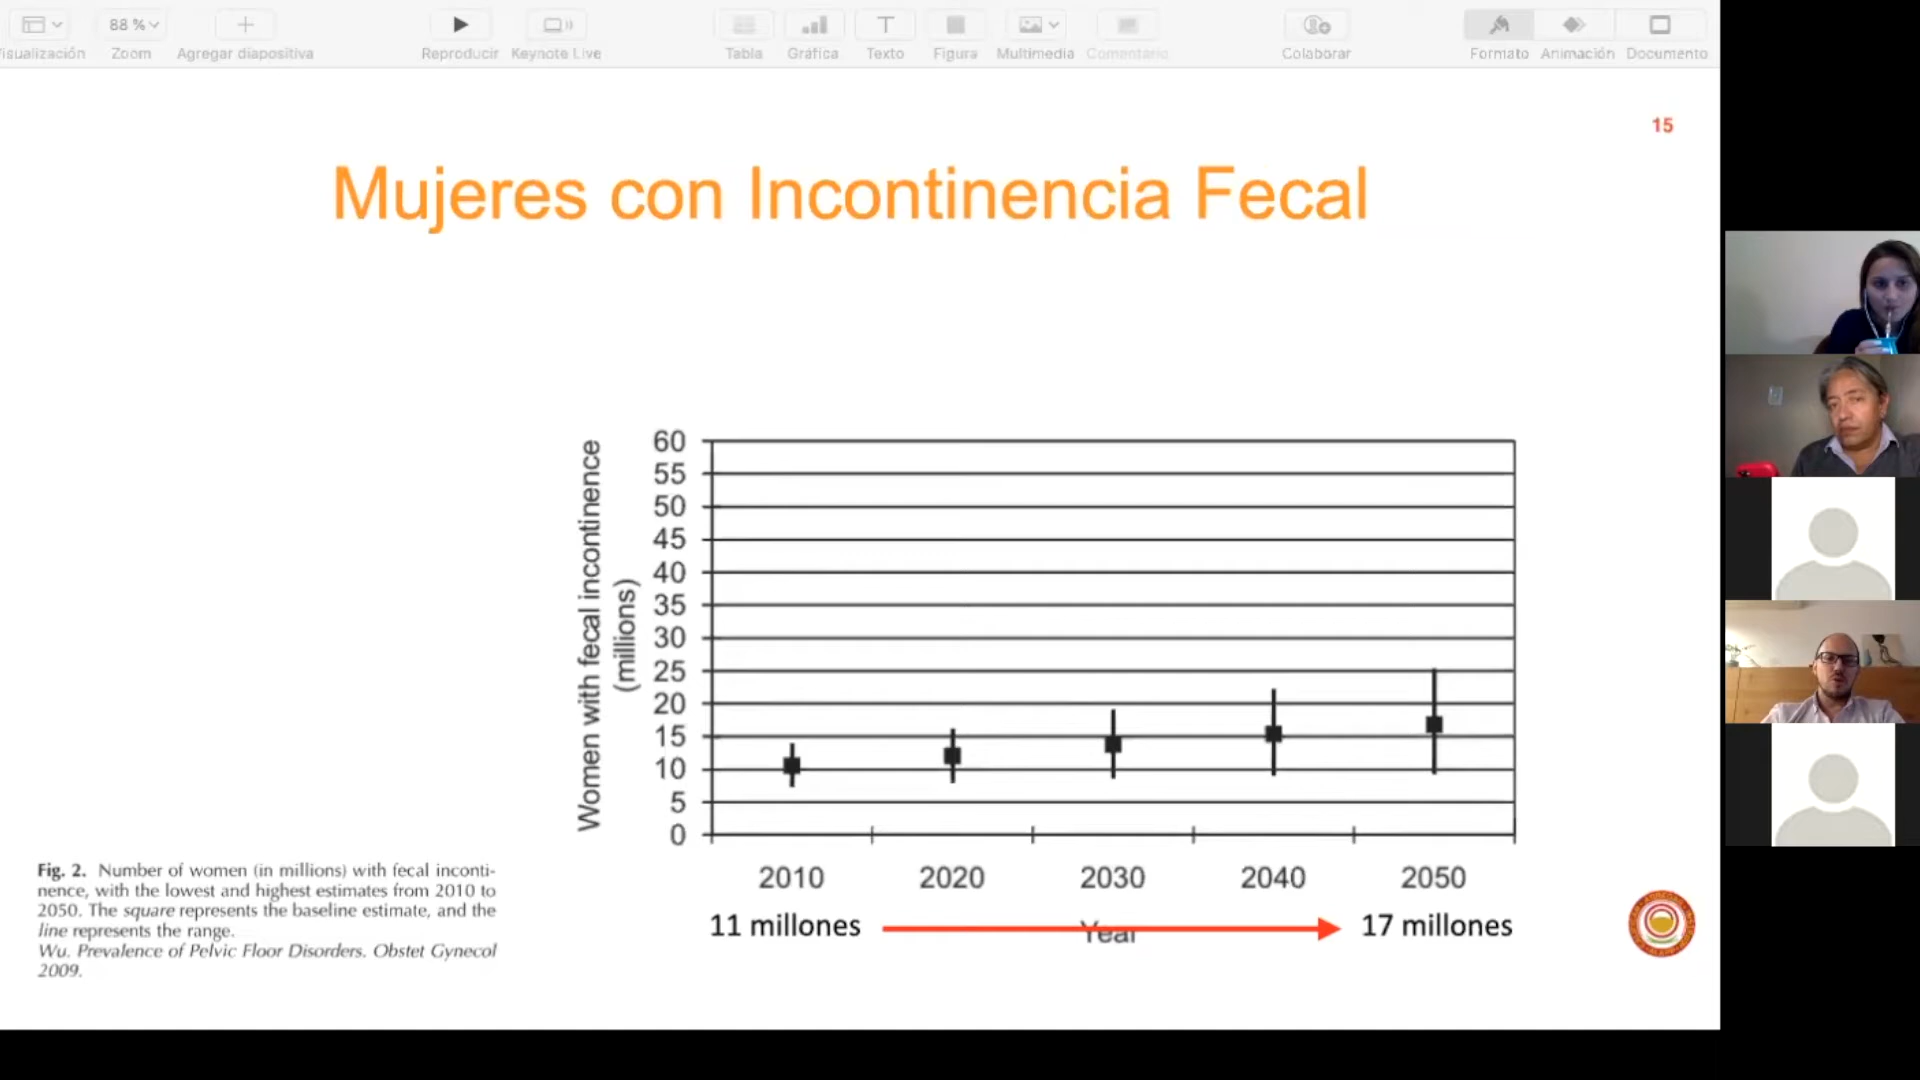 88 %
isualización
Zoom
Agregar diapositiva
Reproducir
Keynote Live
Tabla
Gráfica
Texto
Figura
Multimedia
Comentario
Colaborar
Formato
Animación
Documento
15
Mujeres con Incontinencia Fecal
Women with fecal incontinence
(millions)
60
55
50
45
40
35
30
25
20
15
10
5
0
2010
2020
2030
2040
2050
Year
11 millones
17 millones
Fig. 2. Number of women (in millions) with fecal inconti-
nence, with the lowest and highest estimates from 2010 to
2050. The square represents the baseline estimate, and the
line represents the range.
Wu. Prevalence of Pelvic Floor Disorders. Obstet Gynecol
2009.